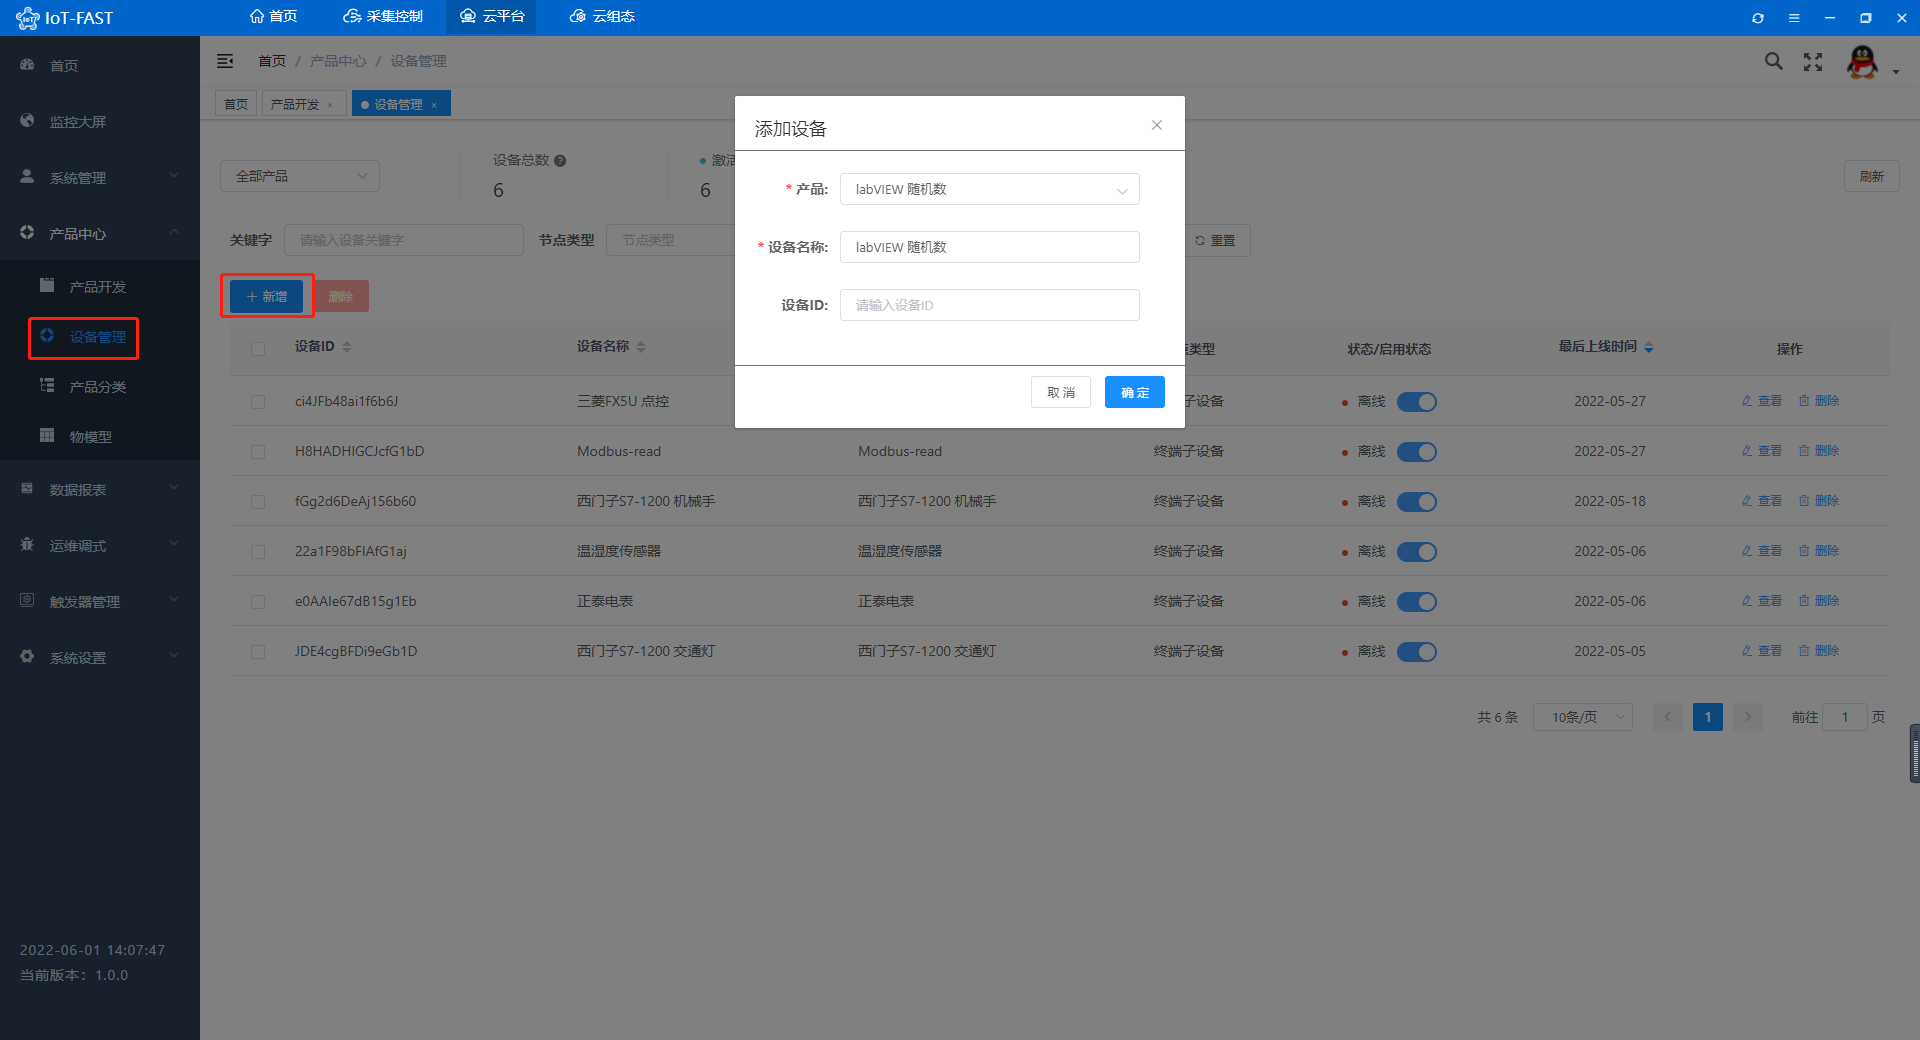 IoT-FAST
首页
采集控制
云平台
云组态
首页
监控大屏
系统管理
产品中心
产品开发
设备管理
产品分类
物模型
数据报表
运维调式
触发器管理
系统设置
2022-06-01 14:07:47
当前版本：1.0.0
首页 / 产品中心 / 设备管理
首页
产品开发 ×
设备管理 ×
全部产品
设备总数
6
激活
6
刷新
关键字
请输入设备关键字
节点类型
节点类型
重置
+ 新增
删除
添加设备
* 产品:
labVIEW 随机数
* 设备名称:
labVIEW 随机数
设备ID:
请输入设备ID
取 消
确 定
设备ID 设备名称 类型 状态/启用状态 最后上线时间 操作
ci4JFb48ai1f6b6J 三菱FX5U 点控 子设备 离线 2022-05-27 查看 删除
H8HADHIGCJcfG1bD Modbus-read Modbus-read 终端子设备 离线 2022-05-27 查看 删除
fGg2d6DeAj156b60 西门子S7-1200 机械手 西门子S7-1200 机械手 终端子设备 离线 2022-05-18 查看 删除
22a1F98bFIAfG1aj 温湿度传感器 温湿度传感器 终端子设备 离线 2022-05-06 查看 删除
e0AAIe67dB15g1Eb 正泰电表 正泰电表 终端子设备 离线 2022-05-06 查看 删除
JDE4cgBFDi9eGb1D 西门子S7-1200 交通灯 西门子S7-1200 交通灯 终端子设备 离线 2022-05-05 查看 删除
共 6 条
10条/页
1
前往 1 页